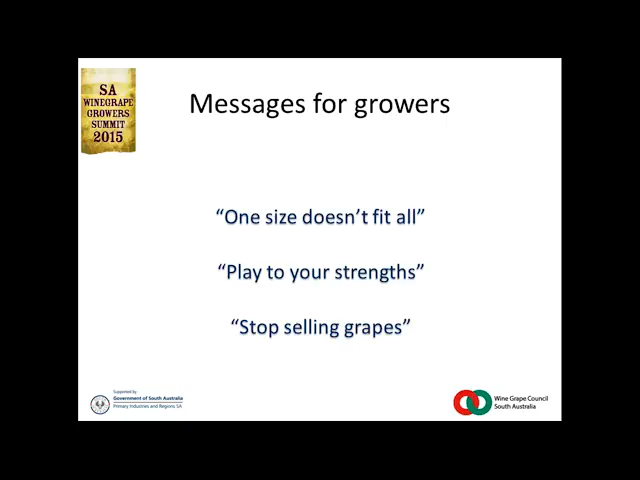 SA
WINEGRAPE
GROWERS
SUMMIT
2015
Messages for growers
“One size doesn’t fit all”
“Play to your strengths”
“Stop selling grapes”
Supported by
Government of South Australia
Primary Industries and Regions SA
Wine Grape Council
South Australia